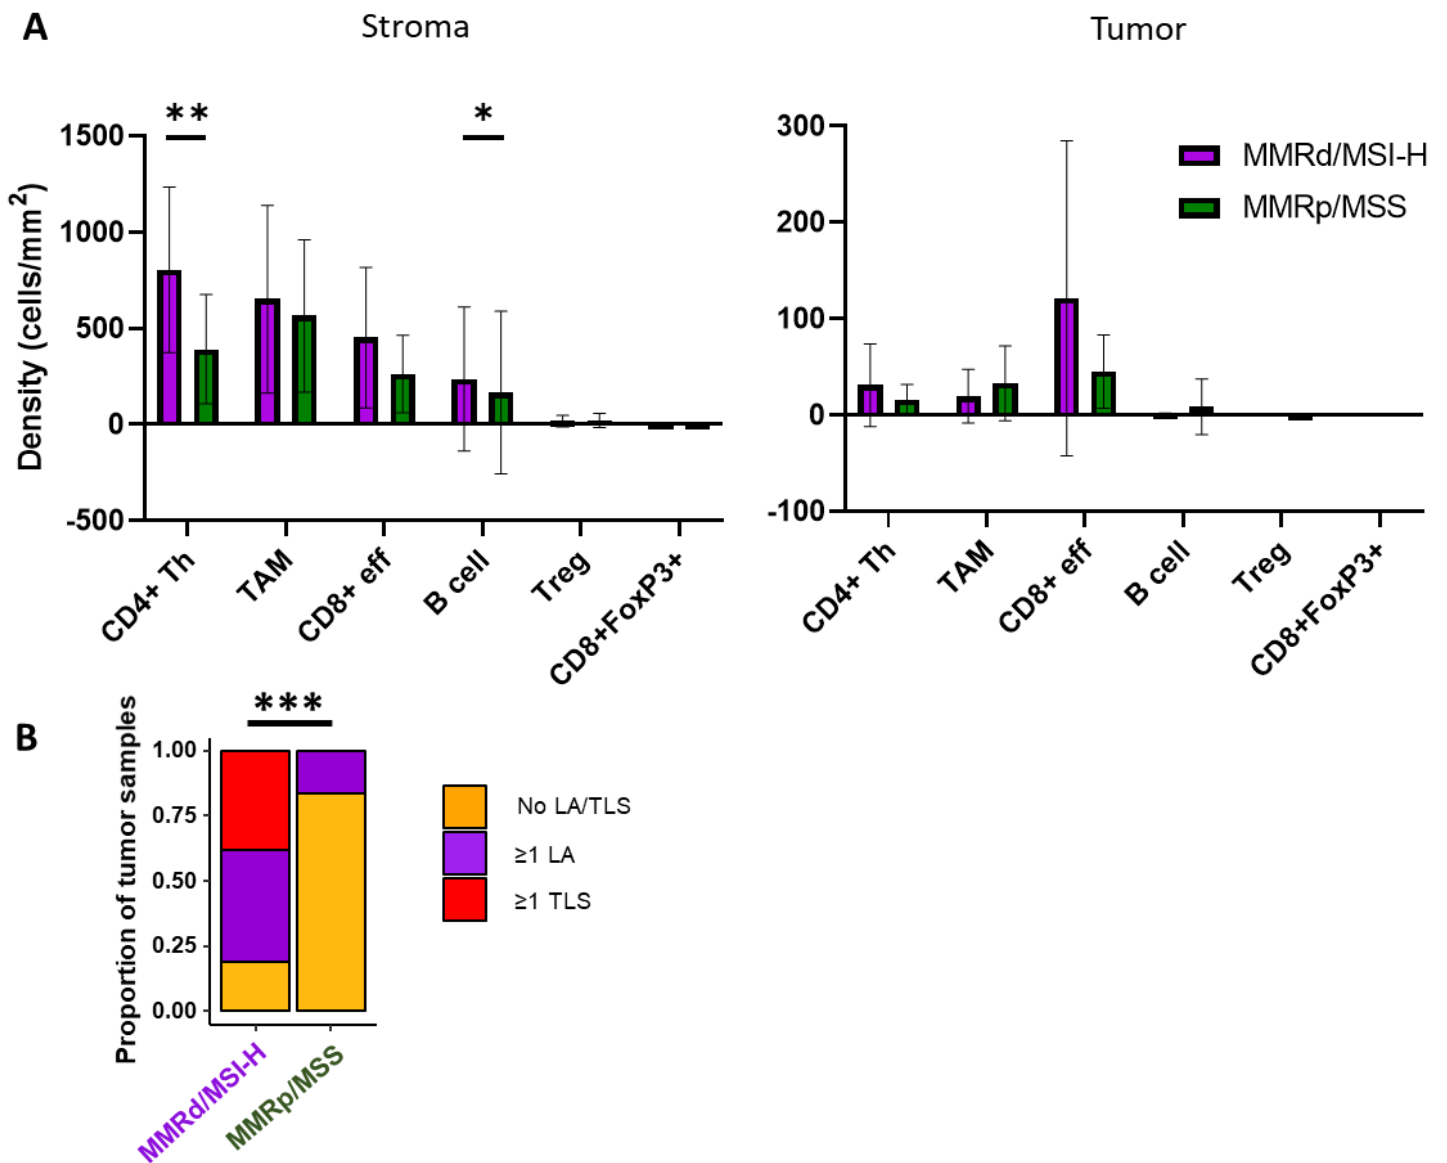 A
Stroma
Tumor
**
*
Density (cells/mm2)
1500
1000
500
0
-500
CD4+ Th
TAM
CD8+ eff
B cell
Treg
CD8+FoxP3+
300
200
100
0
-100
CD4+ Th
TAM
CD8+ eff
B cell
Treg
CD8+FoxP3+
MMRd/MSI-H
MMRp/MSS
B
***
Proportion of tumor samples
1.00
0.75
0.50
0.25
0.00
MMRd/MSI-H
MMRp/MSS
No LA/TLS
≥1 LA
≥1 TLS